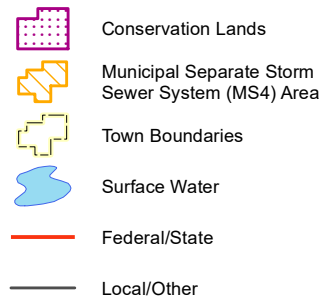 Conservation Lands
Municipal Separate Storm
Sewer System (MS4) Area
Town Boundaries
Surface Water
Federal/State
Local/Other